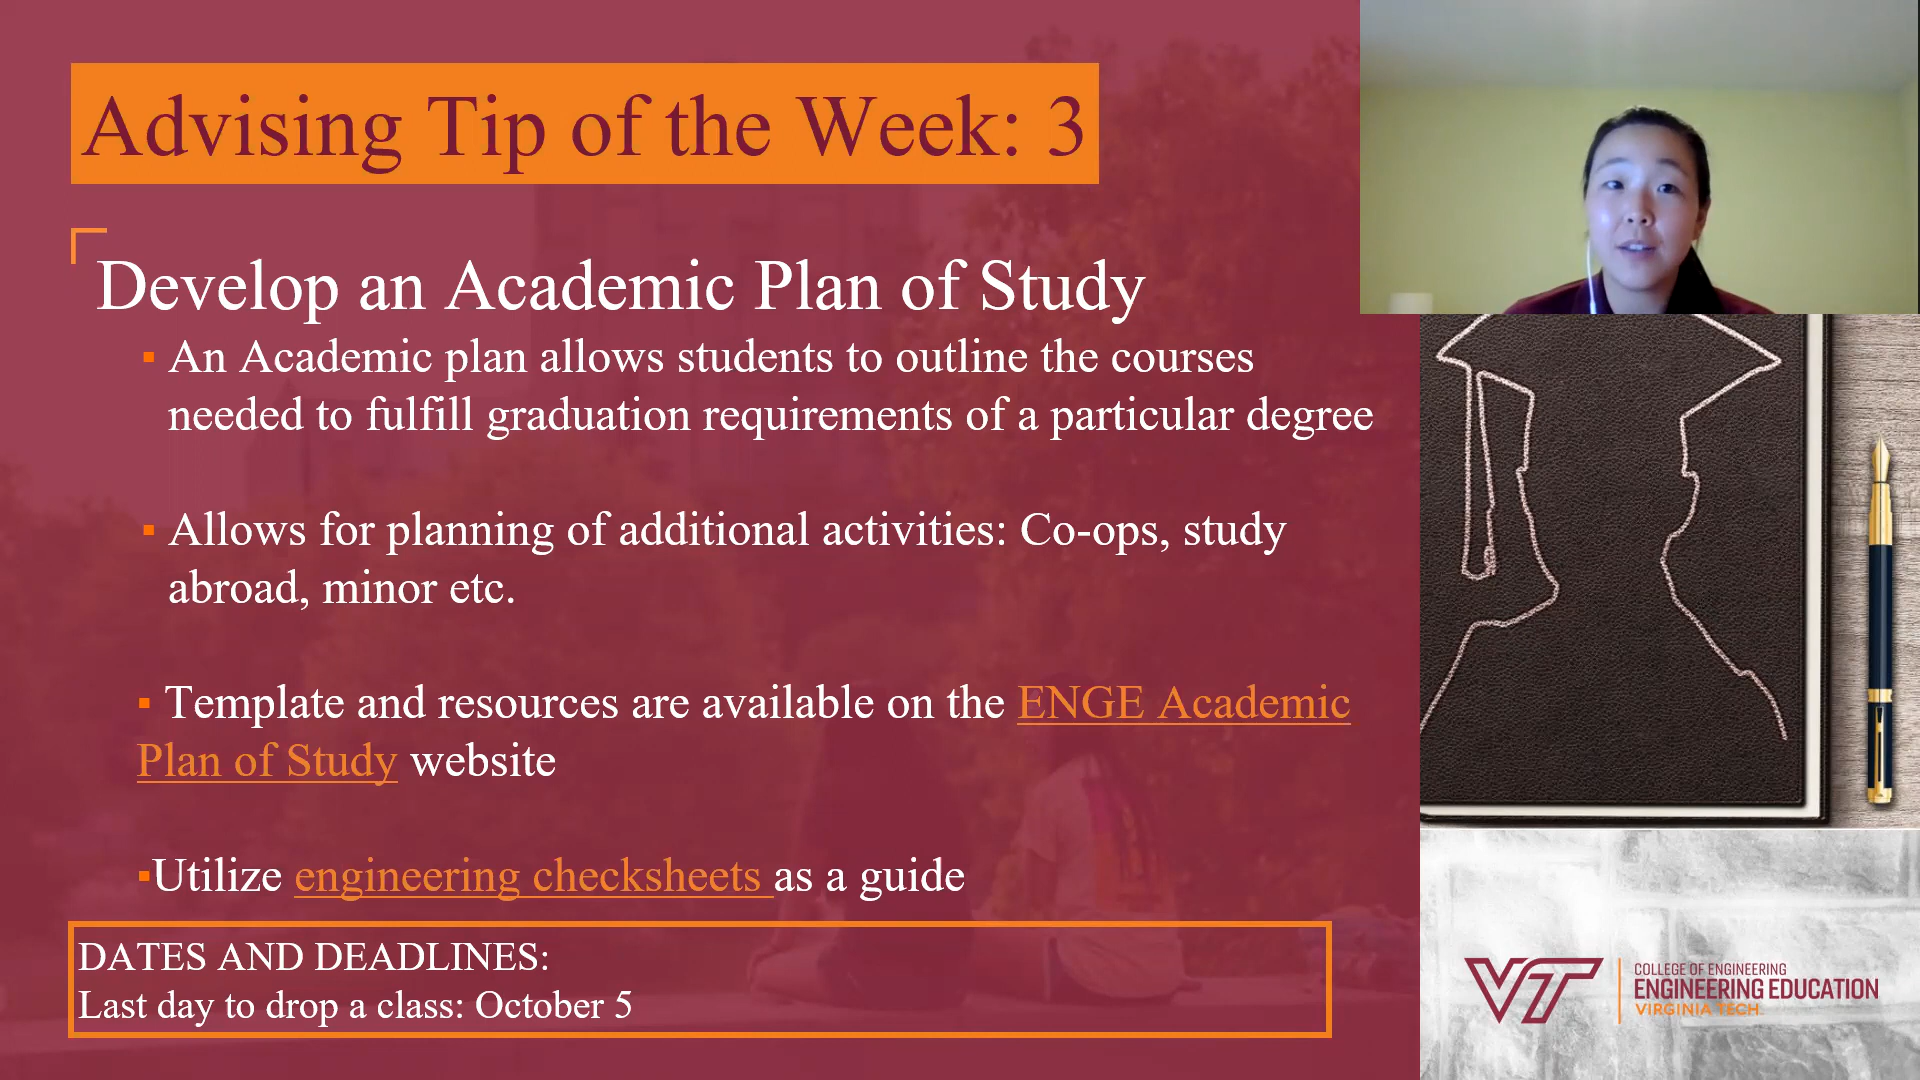 Advising Tip of the Week: 3
Develop an Academic Plan of Study
▪ An Academic plan allows students to outline the courses
needed to fulfill graduation requirements of a particular degree
▪ Allows for planning of additional activities: Co-ops, study
abroad, minor etc.
▪ Template and resources are available on the ENGE Academic
Plan of Study website
▪Utilize engineering checksheets as a guide
DATES AND DEADLINES:
Last day to drop a class: October 5
VT
COLLEGE OF ENGINEERING
ENGINEERING EDUCATION
VIRGINIA TECH.